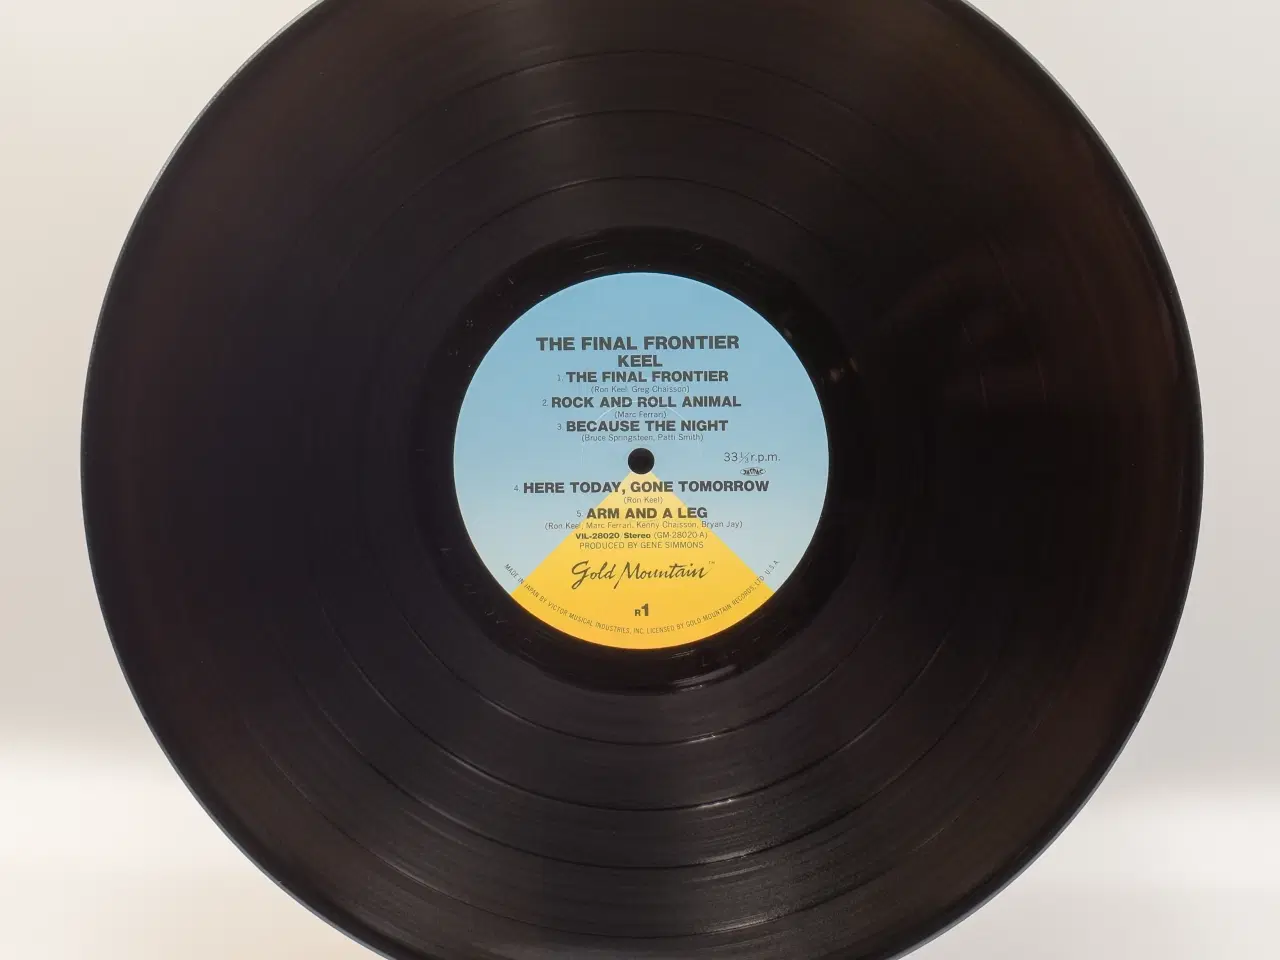 THE FINAL FRONTIER
KEEL
1. THE FINAL FRONTIER
(Ron Keel, Greg Chaisson)
2. ROCK AND ROLL ANIMAL
(Marc Ferrari)
3. BECAUSE THE NIGHT
(Bruce Springsteen, Patti Smith)
33⅓ r.p.m.
JASRAC
4. HERE TODAY, GONE TOMORROW
(Ron Keel)
5. ARM AND A LEG
(Ron Keel, Marc Ferrari, Kenny Chaisson, Bryan Jay)
VIL-28020 Stereo (GM-28020-A)
PRODUCED BY GENE SIMMONS
Gold Mountain™
R1
MADE IN JAPAN BY VICTOR MUSICAL INDUSTRIES, INC. LICENSED BY GOLD MOUNTAIN RECORDS, LTD. U.S.A.